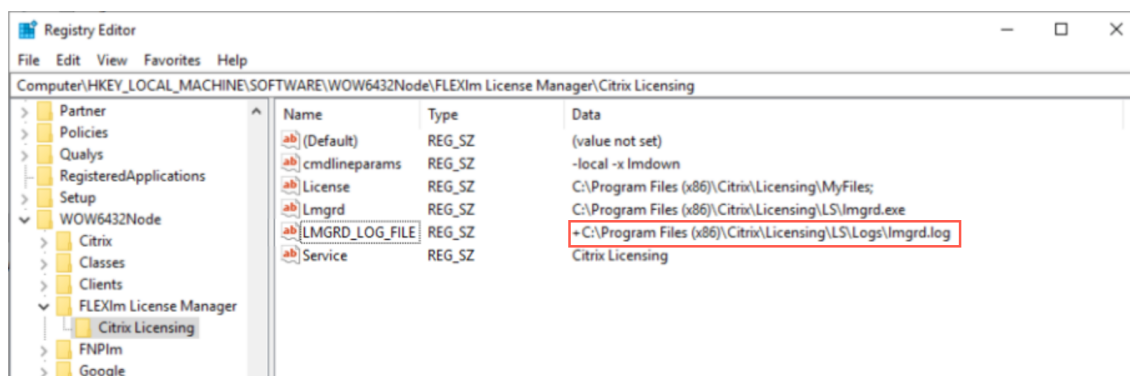 Registry Editor
File Edit View Favorites Help
Computer\HKEY_LOCAL_MACHINE\SOFTWARE\WOW6432Node\FLEXlm License Manager\Citrix Licensing
Partner
Policies
Qualys
RegisteredApplications
Setup
WOW6432Node
Citrix
Classes
Clients
FLEXlm License Manager
Citrix Licensing
FNPlm
Google
Name Type Data
(Default) REG_SZ (value not set)
cmdlineparams REG_SZ -local -x lmdown
License REG_SZ C:\Program Files (x86)\Citrix\Licensing\MyFiles;
Lmgrd REG_SZ C:\Program Files (x86)\Citrix\Licensing\LS\lmgrd.exe
LMGRD_LOG_FILE REG_SZ +C:\Program Files (x86)\Citrix\Licensing\LS\Logs\lmgrd.log
Service REG_SZ Citrix Licensing